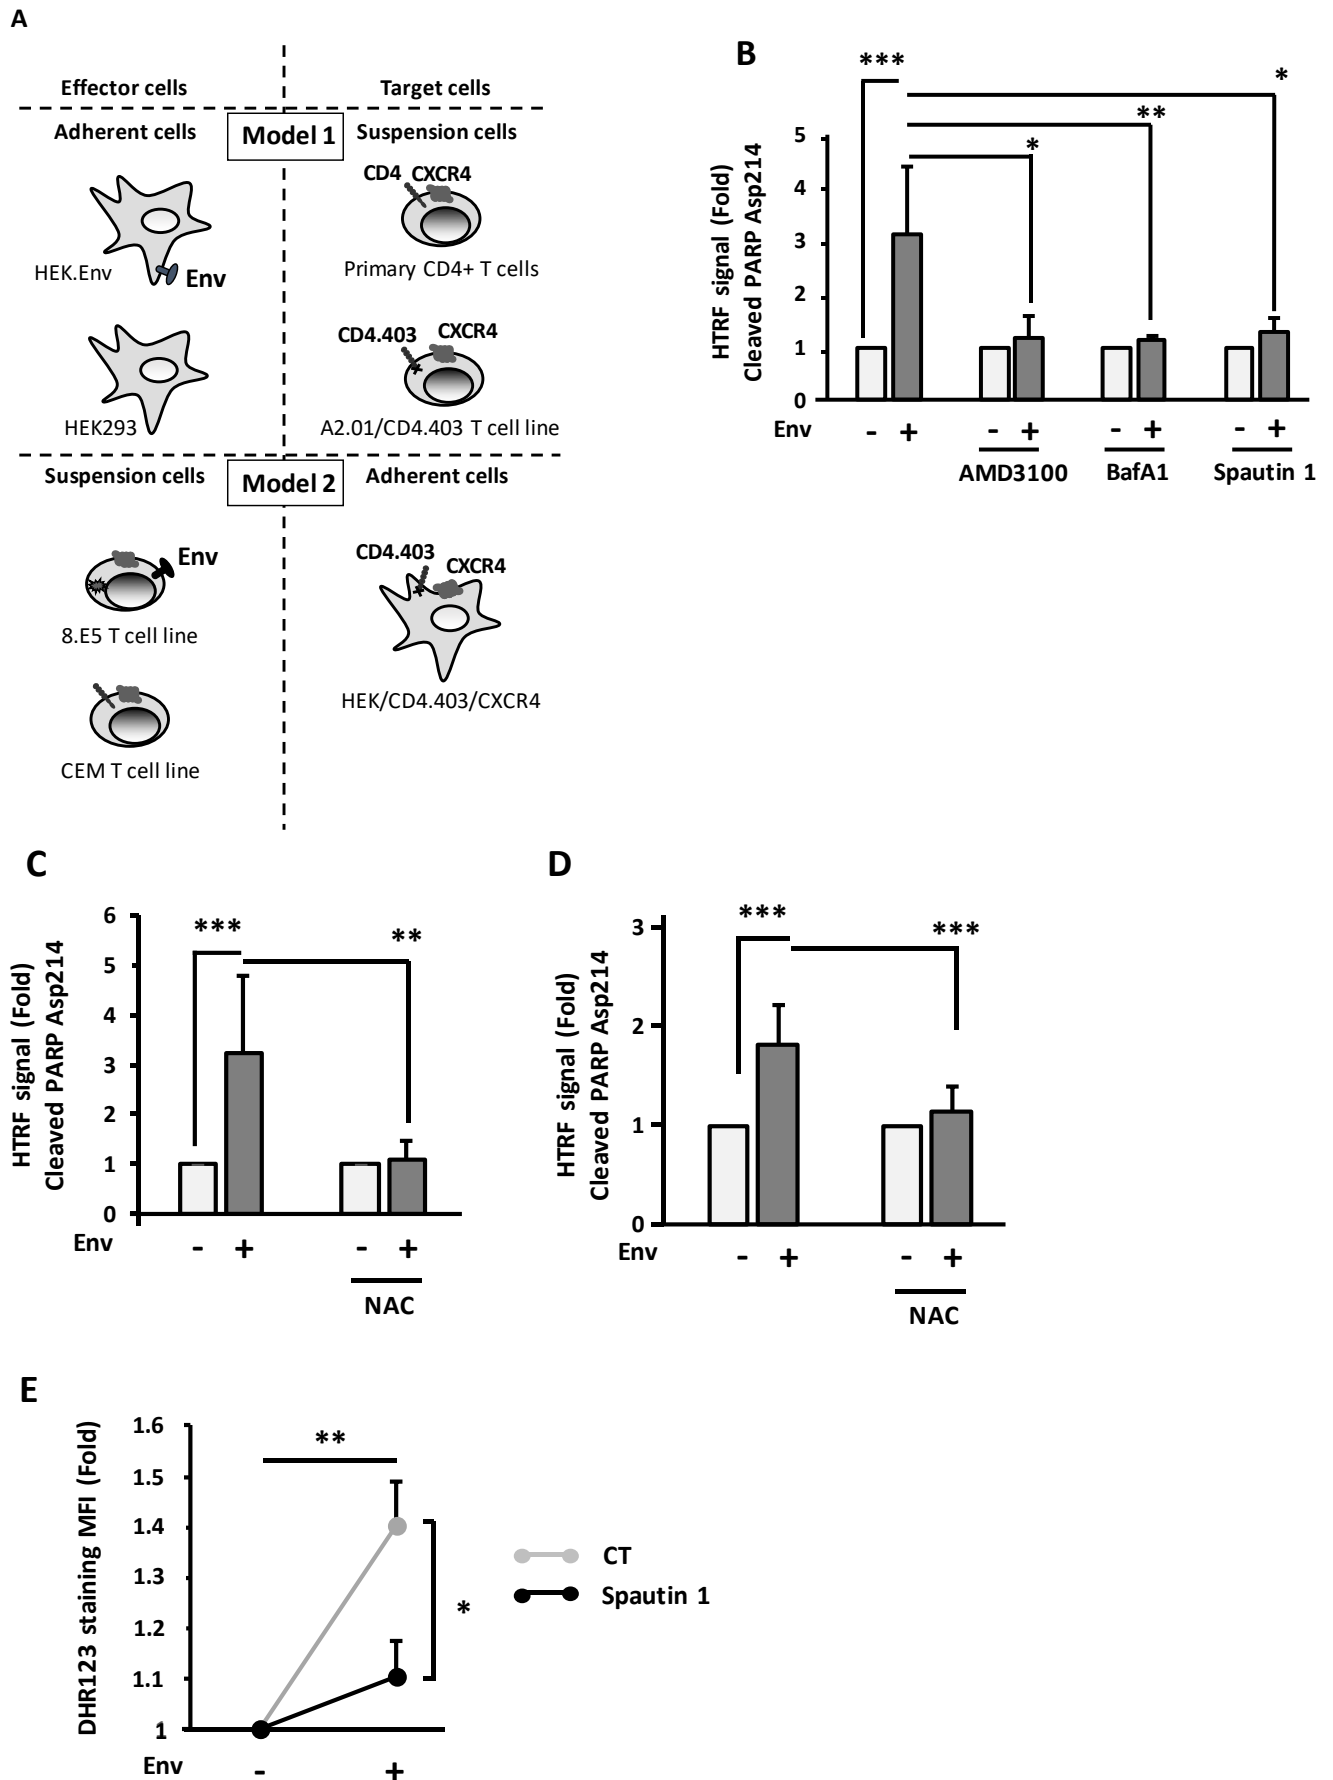 A
Effector cells
Target cells
Adherent cells
Model 1
Suspension cells
CD4 CXCR4
HEK.Env
Env
Primary CD4+ T cells
CD4.403
CXCR4
HEK293
A2.01/CD4.403 T cell line
Suspension cells
Model 2
Adherent cells
Env
CD4.403
CXCR4
8.E5 T cell line
HEK/CD4.403/CXCR4
CEM T cell line
B
***
*
**
*
HTRF signal (Fold)
Cleaved PARP Asp214
5
4
3
2
1
0
Env
- + - + - + - +
AMD3100 BafA1 Spautin 1
C
***
**
HTRF signal (Fold)
Cleaved PARP Asp214
6
5
4
3
2
1
0
Env
- + - +
NAC
D
***
***
HTRF signal (Fold)
Cleaved PARP Asp214
3
2
1
0
Env
- + - +
NAC
E
**
*
DHR123 staining MFI (Fold)
1.6
1.5
1.4
1.3
1.2
1.1
1
Env
- +
CT
Spautin 1